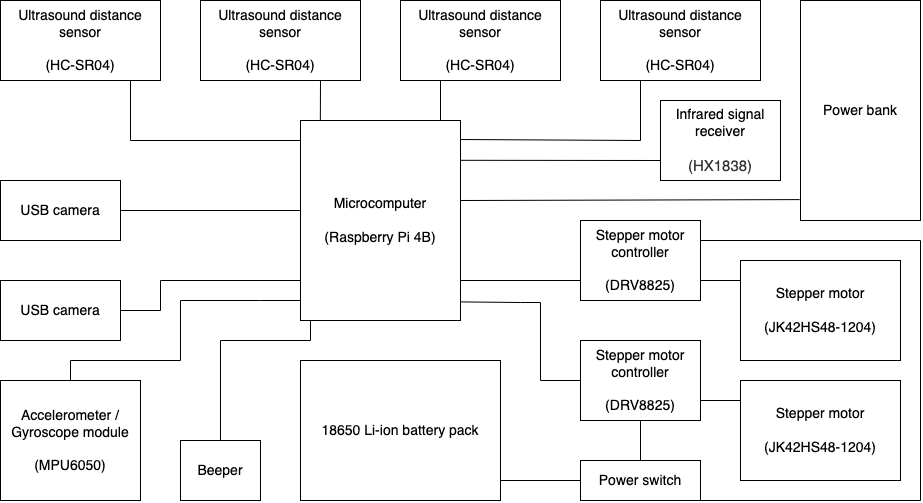 Ultrasound distance
sensor
(HC-SR04)
Ultrasound distance
sensor
(HC-SR04)
Ultrasound distance
sensor
(HC-SR04)
Ultrasound distance
sensor
(HC-SR04)
Power bank
Infrared signal
receiver
(HX1838)
Microcomputer
(Raspberry Pi 4B)
USB camera
Stepper motor
controller
(DRV8825)
USB camera
Stepper motor
(JK42HS48-1204)
Stepper motor
controller
(DRV8825)
Accelerometer /
Gyroscope module
(MPU6050)
18650 Li-ion battery pack
Stepper motor
(JK42HS48-1204)
Beeper
Power switch